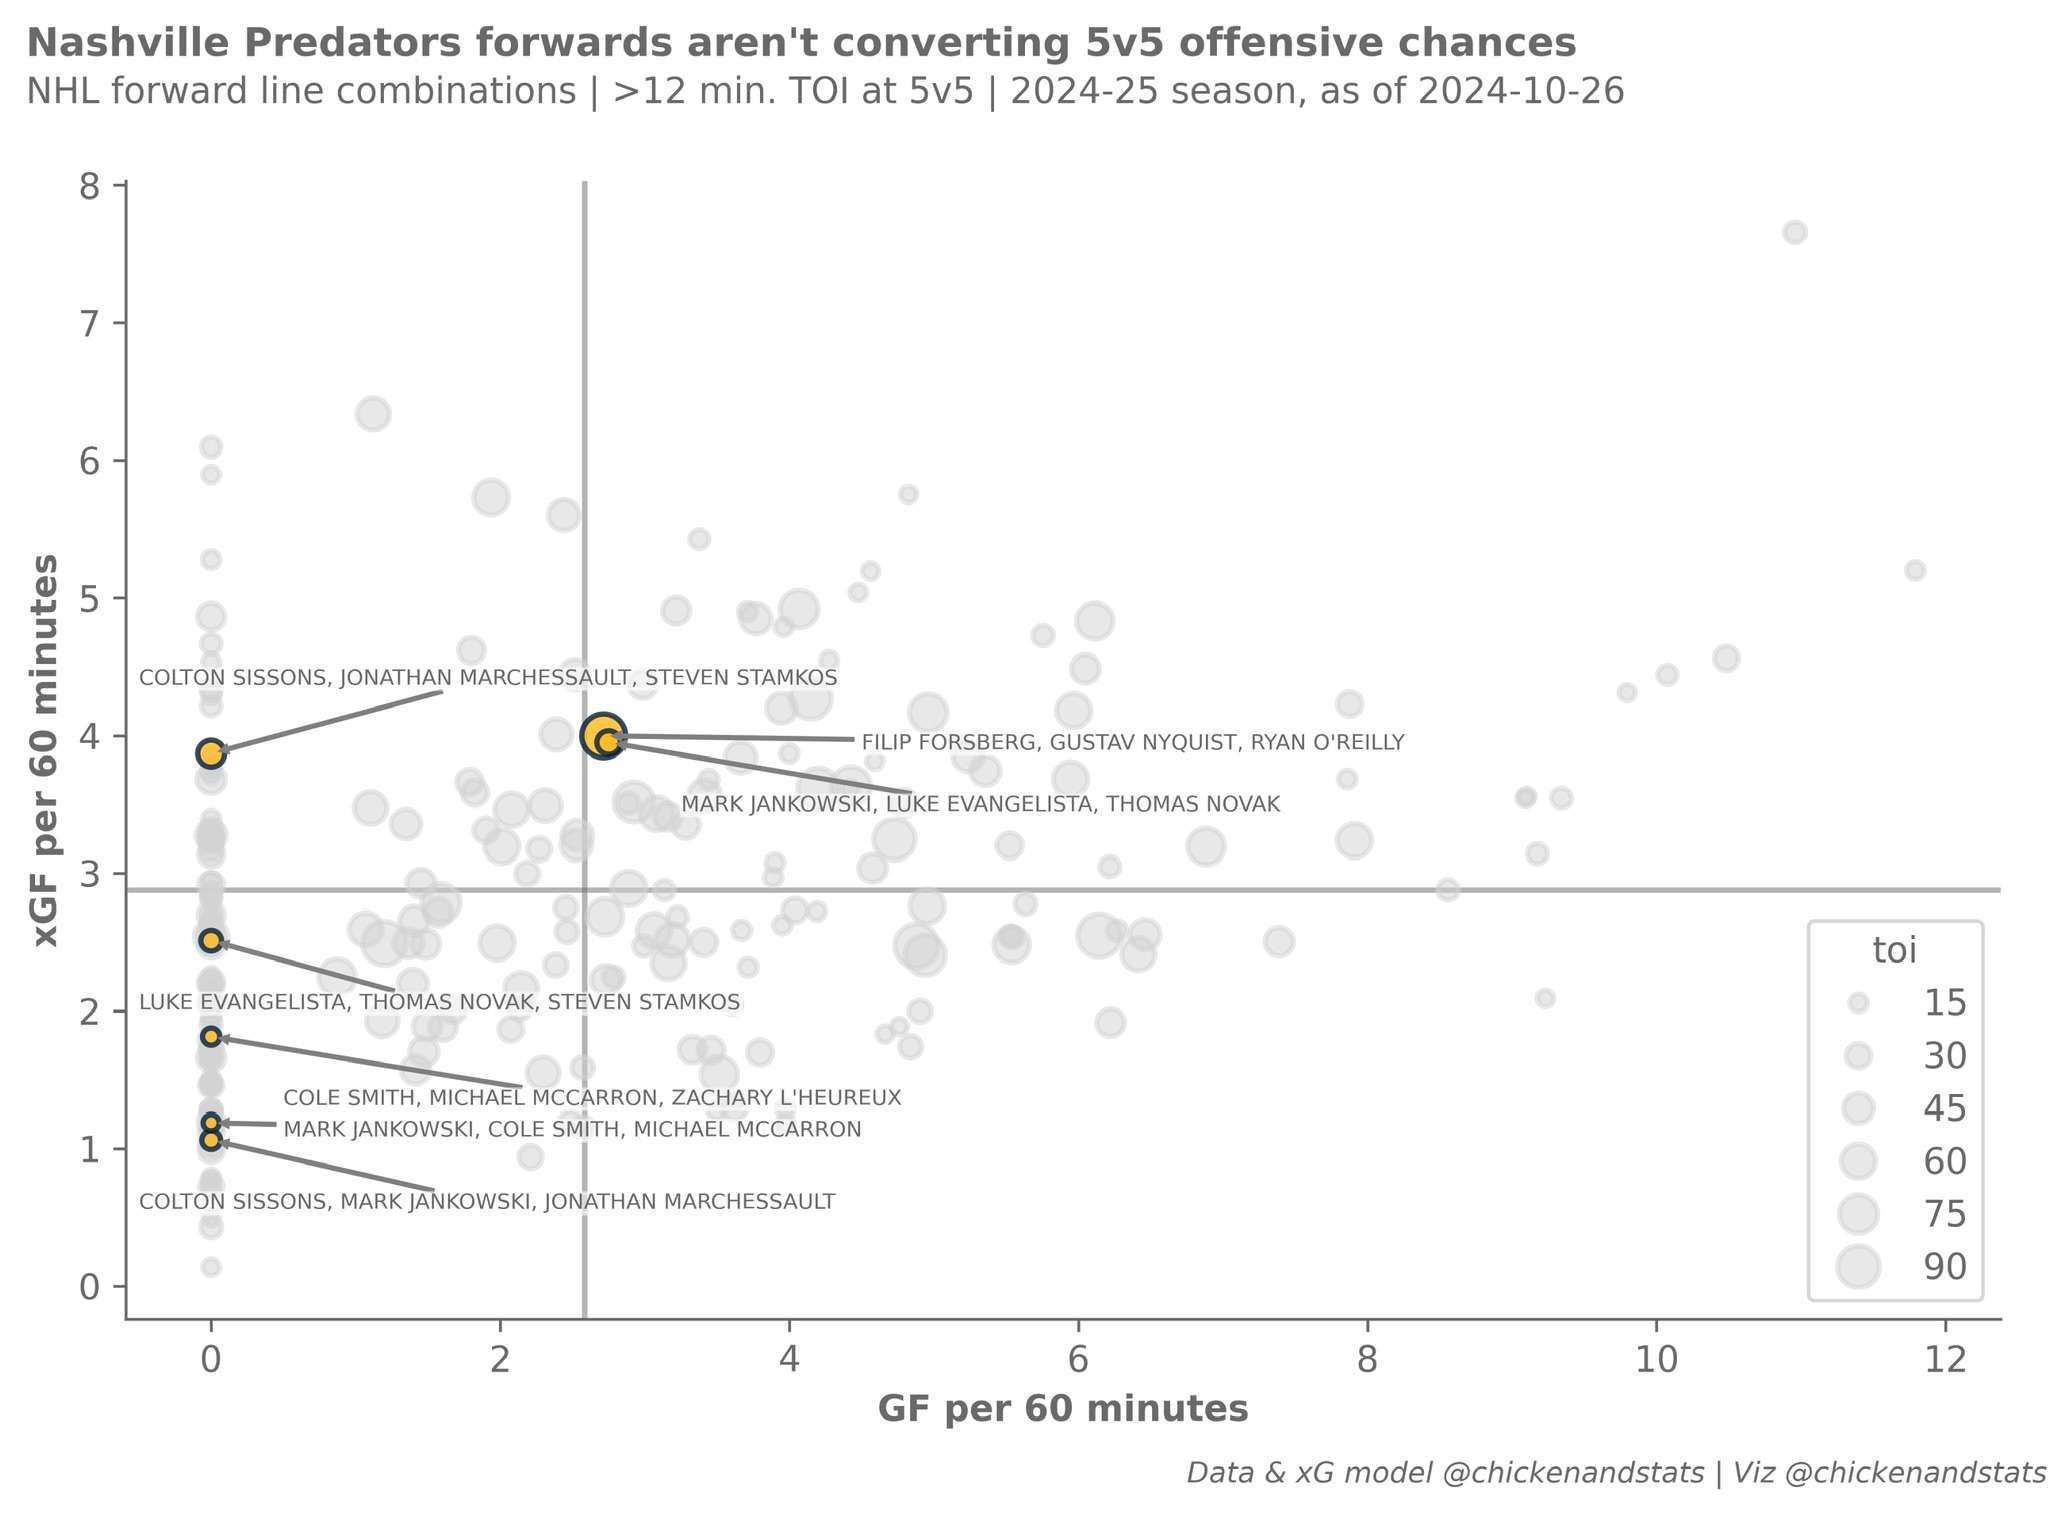 Nashville Predators forwards aren't converting 5v5 offensive chances
NHL forward line combinations | >12 min. TOI at 5v5 | 2024-25 season, as of 2024-10-26
8
7
6
5
4
3
2
1
0
xGF per 60 minutes
COLTON SISSONS, JONATHAN MARCHESSAULT, STEVEN STAMKOS
FILIP FORSBERG, GUSTAV NYQUIST, RYAN O'REILLY
MARK JANKOWSKI, LUKE EVANGELISTA, THOMAS NOVAK
LUKE EVANGELISTA, THOMAS NOVAK, STEVEN STAMKOS
COLE SMITH, MICHAEL MCCARRON, ZACHARY L'HEUREUX
MARK JANKOWSKI, COLE SMITH, MICHAEL MCCARRON
COLTON SISSONS, MARK JANKOWSKI, JONATHAN MARCHESSAULT
toi
15
30
45
60
75
90
0 2 4 6 8 10 12
GF per 60 minutes
Data & xG model @chickenandstats | Viz @chickenandstats